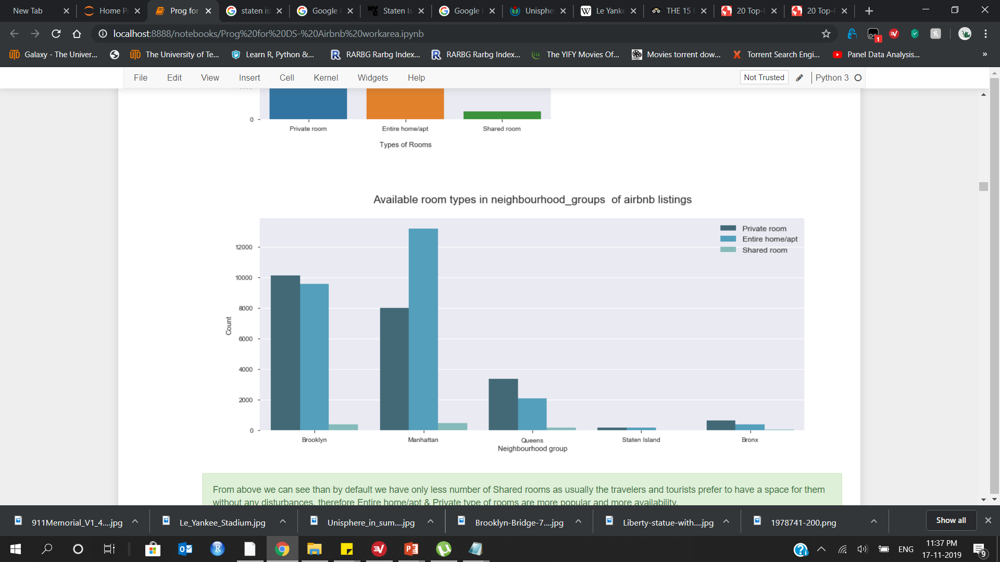 New Tab
Home P
Prog for
staten is
Google
Staten Is
Google
Unisphe
Le Yank
THE 15
20 Top-
20 Top-
localhost:8888/notebooks/Prog%20for%20DS-%20Airbnb%20workarea.ipynb
1
Galaxy - The Univer...
The University of Te...
Learn R, Python &...
RARBG Rarbg Index...
RARBG Rarbg Index...
The YIFY Movies Of...
Movies torrent dow...
Torrent Search Engi...
Panel Data Analysis...
»
File Edit View Insert Cell Kernel Widgets Help
Not Trusted
Python 3
0
Private room Entire home/apt Shared room
Types of Rooms
Available room types in neighbourhood_groups of airbnb listings
Private room
Entire home/apt
Shared room
12000
10000
8000
6000
4000
2000
0
Count
Brooklyn Manhattan Queens Staten Island Bronx
Neighbourhood group
From above we can see than by default we have only less number of Shared rooms as usually the travelers and tourists prefer to have a space for them
without any disturbances, therefore Entire home/apt & Private type of rooms are more popular and more availability.
911Memorial_V1_4....jpg
Le_Yankee_Stadium.jpg
Unisphere_in_sum....jpg
Brooklyn-Bridge-7....jpg
Liberty-statue-with....jpg
1978741-200.png
Show all
ENG
11:37 PM
17-11-2019
9